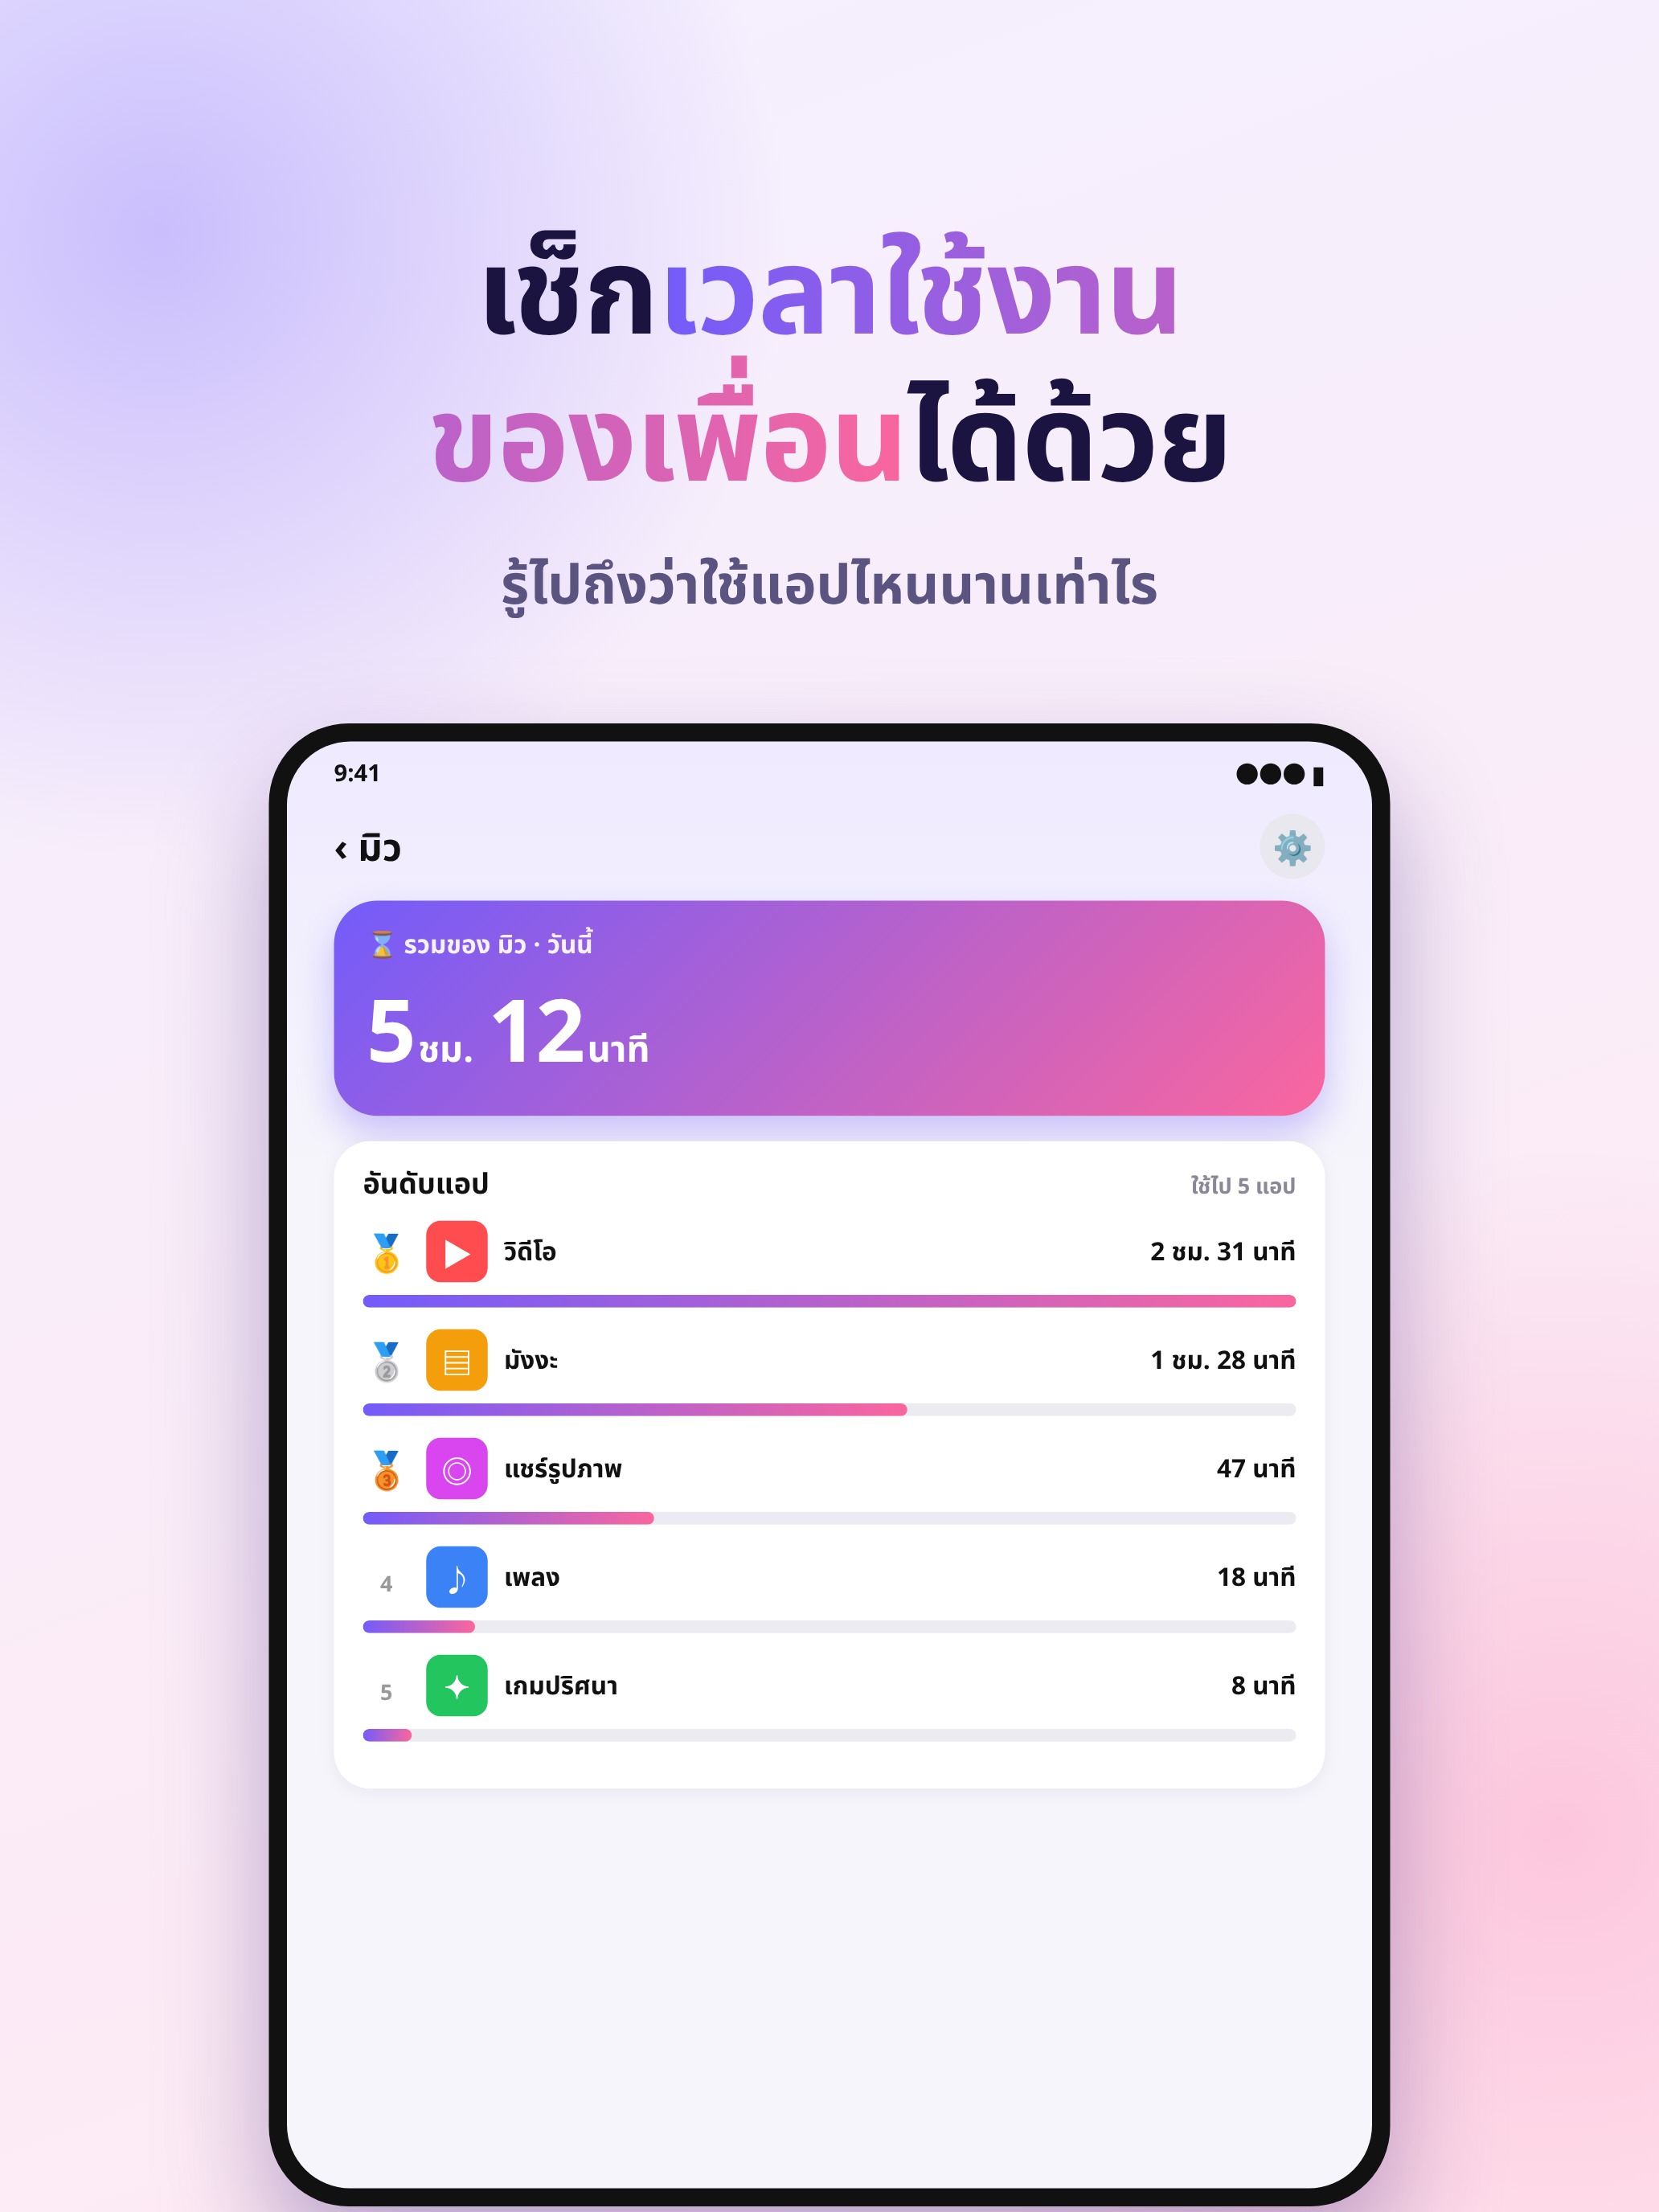 เช็กเวลาใช้งาน
ของเพื่อนได้ด้วย
รู้ไปถึงว่าใช้แอปไหนนานเท่าไร
9:41
‹ มิว
⌛ รวมของ มิว · วันนี้
5 ชม. 12 นาที
อันดับแอป ใช้ไป 5 แอป
🥇 วิดีโอ 2 ชม. 31 นาที
🥈 มังงะ 1 ชม. 28 นาที
🥉 แชร์รูปภาพ 47 นาที
4 เพลง 18 นาที
5 เกมปริศนา 8 นาที